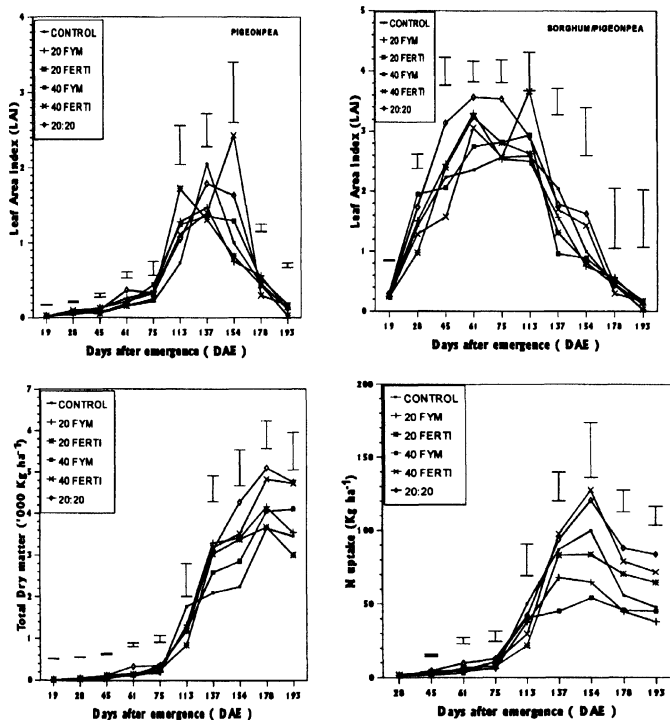 PIGEONPEA
CONTROL
20 FYM
20 FERTI
40 FYM
40 FERTI
20:20
Leaf Area Index (LAI)
4
3
2
1
0
19 28 45 61 75 113 137 154 178 193
Days after emergence ( DAE )
SORGHUM/PIGEONPEA
CONTROL
20 FYM
20 FERTI
40 FYM
40 FERTI
20:20
Leaf Area Index (LAI)
5
4
3
2
1
0
19 28 45 61 75 113 137 154 178 193
Days after emergence ( DAE )
CONTROL
20 FYM
20 FERTI
40 FYM
40 FERTI
20:20
Total Dry matter ('000 Kg ha⁻¹)
7
6
5
4
3
2
1
0
19 28 45 61 75 113 137 154 178 193
Days after emergence ( DAE )
CONTROL
20 FYM
20 FERTI
40 FYM
40 FERTI
20:20
N uptake (Kg ha⁻¹)
200
150
100
50
0
28 45 61 75 113 137 154 178 193
Days after emergence ( DAE )